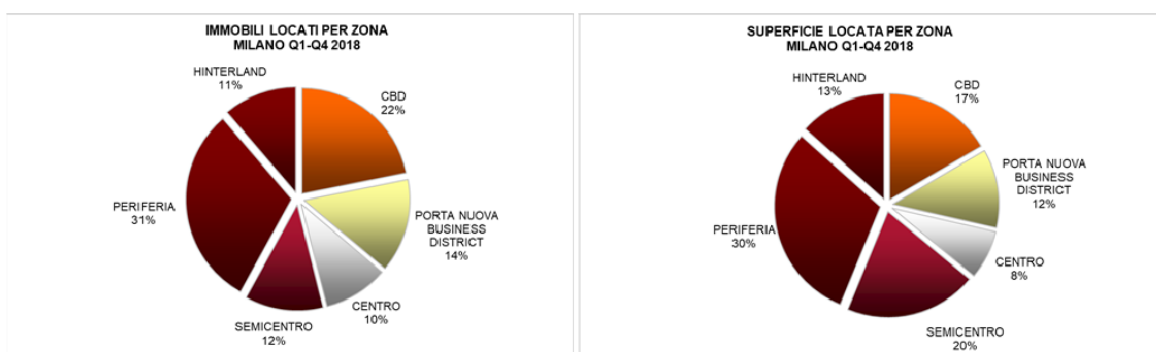 IMMOBILI LOCATI PER ZONA
MILANO Q1-Q4 2018
HINTERLAND
11%
CBD
22%
PERIFERIA
31%
PORTA NUOVA
BUSINESS
DISTRICT
14%
CENTRO
10%
SEMICENTRO
12%
SUPERFICIE LOCATA PER ZONA
MILANO Q1-Q4 2018
HINTERLAND
13%
CBD
17%
PORTA NUOVA
BUSINESS
DISTRICT
12%
PERIFERIA
30%
CENTRO
8%
SEMICENTRO
20%